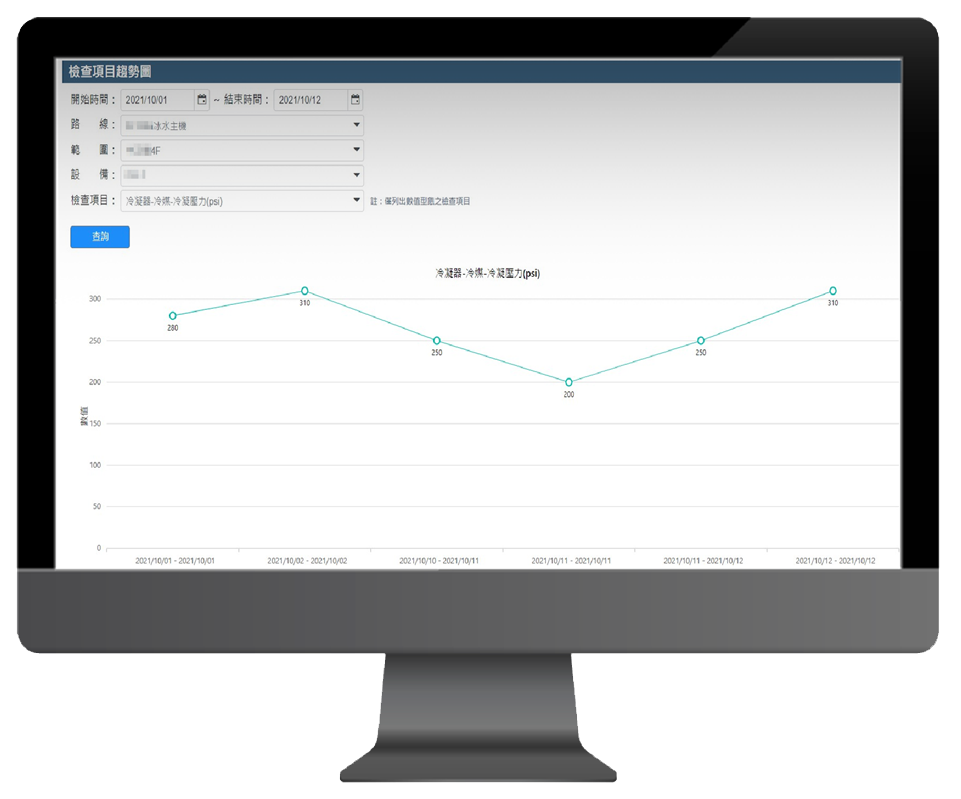 檢查項目趨勢圖
開始時間： 2021/10/01 ~ 結束時間： 2021/10/12
路 線： 冰水主機
範 圍： 4F
設 備：
檢查項目： 冷凝器-冷媒-冷凝壓力(psi) 註：僅列出數值型態之檢查項目
查詢
冷凝器-冷媒-冷凝壓力(psi)
數值
300
250
200
150
100
50
0
280
310
250
200
250
310
2021/10/01 - 2021/10/01
2021/10/02 - 2021/10/02
2021/10/10 - 2021/10/11
2021/10/11 - 2021/10/11
2021/10/11 - 2021/10/12
2021/10/12 - 2021/10/12